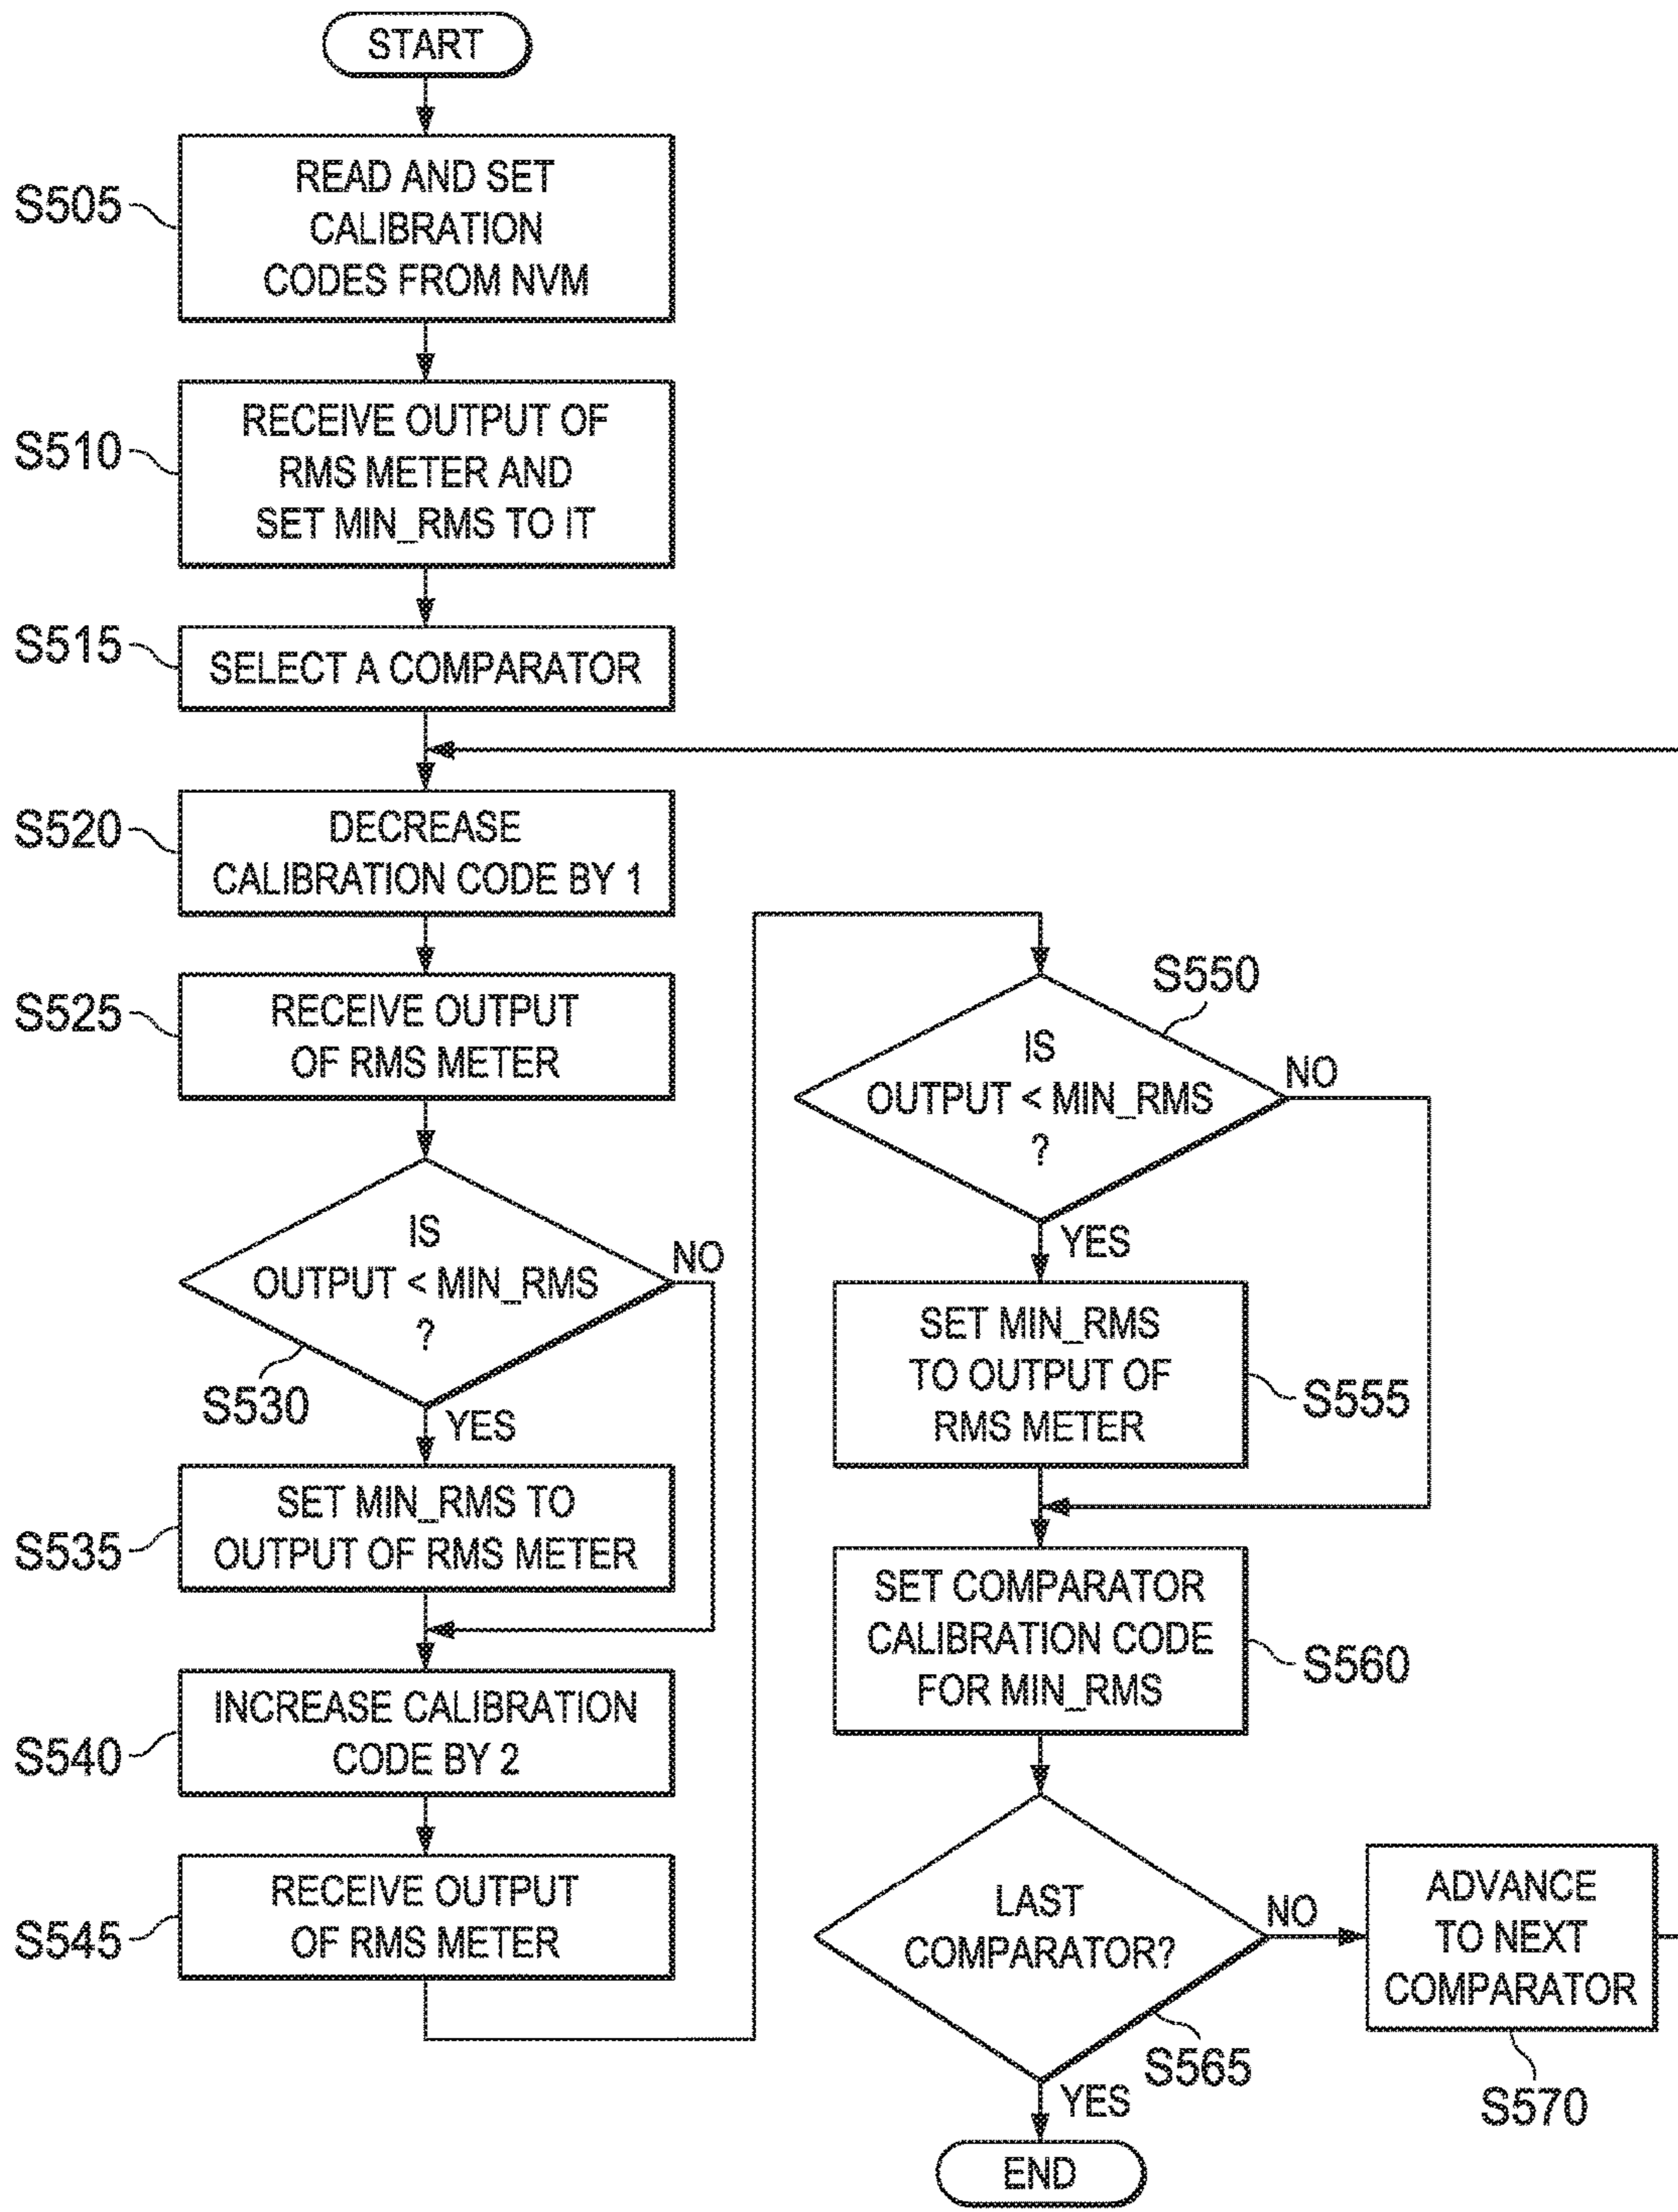 START
S505
READ AND SET
CALIBRATION
CODES FROM NVM
S510
RECEIVE OUTPUT OF
RMS METER AND
SET MIN_RMS TO IT
S515
SELECT A COMPARATOR
S520
DECREASE
CALIBRATION CODE BY 1
S525
RECEIVE OUTPUT
OF RMS METER
IS
OUTPUT < MIN_RMS
?
NO
S530
YES
S535
SET MIN_RMS TO
OUTPUT OF RMS METER
S540
INCREASE CALIBRATION
CODE BY 2
S545
RECEIVE OUTPUT
OF RMS METER
S550
IS
OUTPUT < MIN_RMS
?
NO
YES
SET MIN_RMS
TO OUTPUT OF
RMS METER
S555
SET COMPARATOR
CALIBRATION CODE
FOR MIN_RMS
S560
LAST
COMPARATOR?
NO
S565
YES
ADVANCE
TO NEXT
COMPARATOR
S570
END